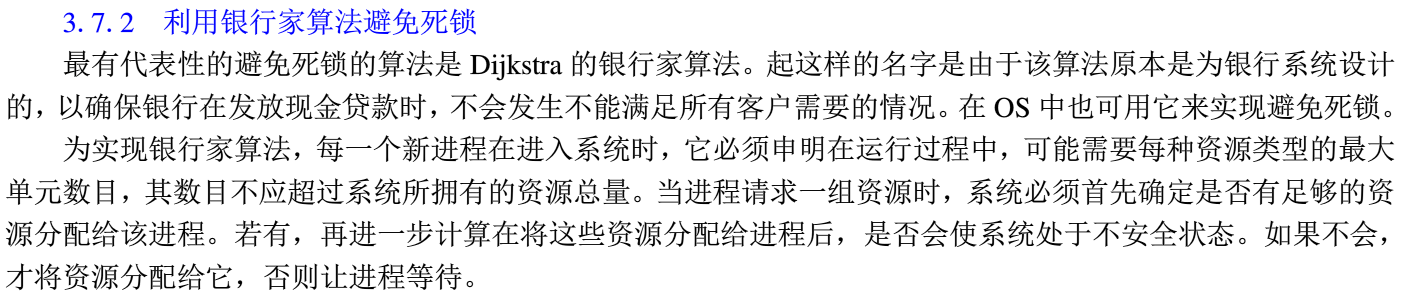 3.7.2 利用银行家算法避免死锁
最有代表性的避免死锁的算法是 Dijkstra 的银行家算法。起这样的名字是由于该算法原本是为银行系统设计
的，以确保银行在发放现金贷款时，不会发生不能满足所有客户需要的情况。在 OS 中也可用它来实现避免死锁。
为实现银行家算法，每一个新进程在进入系统时，它必须申明在运行过程中，可能需要每种资源类型的最大
单元数目，其数目不应超过系统所拥有的资源总量。当进程请求一组资源时，系统必须首先确定是否有足够的资
源分配给该进程。若有，再进一步计算在将这些资源分配给进程后，是否会使系统处于不安全状态。如果不会，
才将资源分配给它，否则让进程等待。